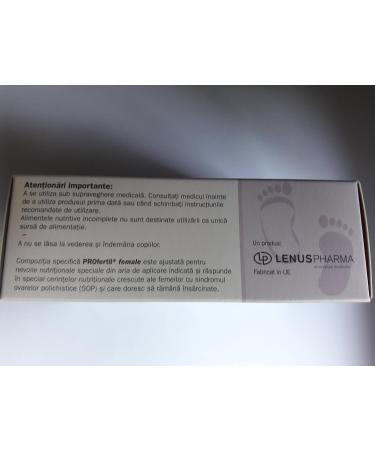 Atenționări importante:
A se utiliza sub supraveghere medicală. Consultați medicul înainte
de a utiliza produsul prima dată sau când schimbați instrucțiunile
recomandate de utilizare.
Alimentele nutritive incomplete nu sunt destinate utilizării ca unică
sursă de alimentație.
–
A nu se lăsa la vederea și îndemâna copiilor.
Compoziția specifică PROfertil® female este ajustată pentru
nevoile nutriționale speciale din aria de aplicare indicată și răspunde
în special cerințelor nutriționale crescute ale femeilor cu sindromul
ovarelor polichistice (SOP) și care doresc să rămână însărcinate.
Un produs:
LP LENUSPHARMA
Fabricat în UE